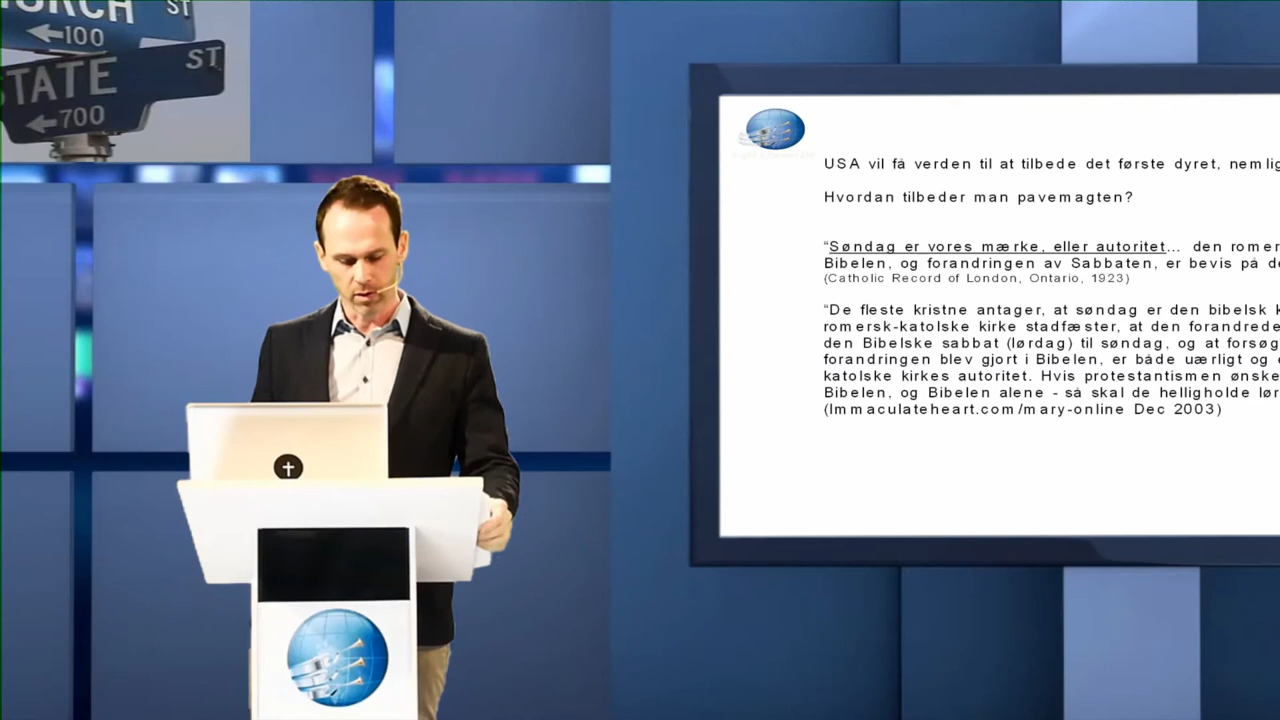 ST
←100
ST
TATE
←700
USA vil få verden til at tilbede det første dyret, nemlig
Hvordan tilbeder man pavemagten?
“Søndag er vores mærke, eller autoritet... den romer
Bibelen, og forandringen av Sabbaten, er bevis på de
(Catholic Record of London, Ontario, 1923)
“De fleste kristne antager, at søndag er den bibelsk k
romersk-katolske kirke stadfæster, at den forandrede
den Bibelske sabbat (lørdag) til søndag, og at forsøg
forandringen blev gjort i Bibelen, er både uærligt og
katolske kirkes autoritet. Hvis protestantismen ønske
Bibelen, og Bibelen alene - så skal de helligholde lør
(Immaculateheart.com/mary-online Dec 2003)